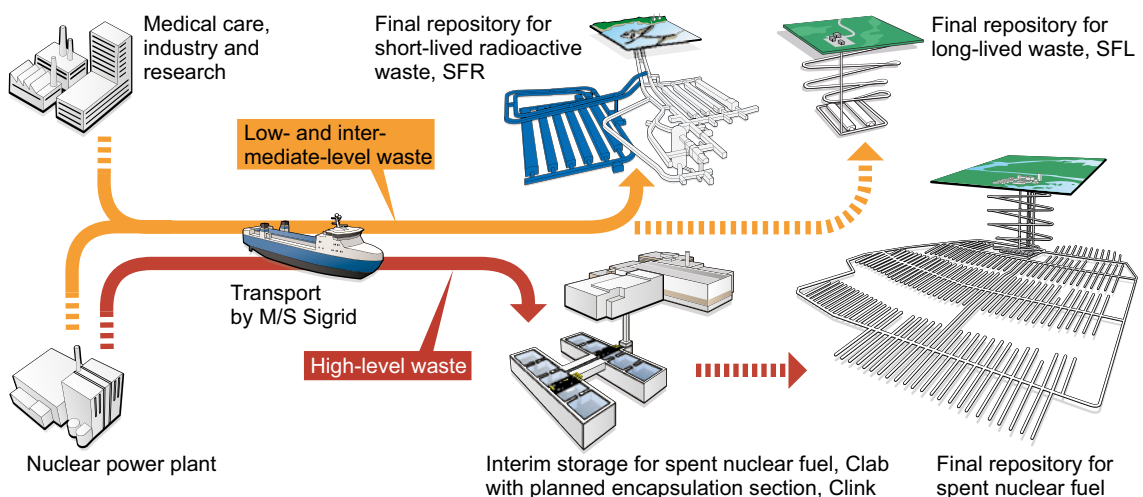 Medical care,
industry and
research
Final repository for
short-lived radioactive
waste, SFR
Final repository for
long-lived waste, SFL
Low- and inter-
mediate-level waste
Transport
by M/S Sigrid
High-level waste
Nuclear power plant
Interim storage for spent nuclear fuel, Clab
with planned encapsulation section, Clink
Final repository for
spent nuclear fuel